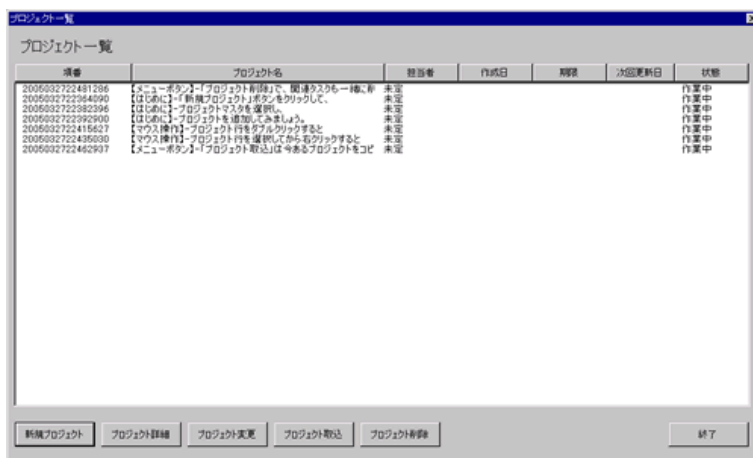 プロジェクト一覧
プロジェクト一覧
項番 プロジェクト名 担当者 作成日 期限 次回更新日 状態
2005032722481286 【メニューボタン】-「プロジェクト削除」で、関連タスクも一緒に削 未定 作業中
2005032722364090 【はじめに】-「新規プロジェクト」ボタンをクリックして、 未定 作業中
2005032722382396 【はじめに】-プロジェクトマスタを選択し、 未定 作業中
2005032722392900 【はじめに】-プロジェクトを追加してみましょう。 未定 作業中
2005032722415627 【マウス操作】-プロジェクト行をダブルクリックすると 未定 作業中
2005032722435030 【マウス操作】-プロジェクト行を選択してから右クリックすると 未定 作業中
2005032722462937 【メニューボタン】-「プロジェクト取込」は今あるプロジェクトをコピ 未定 作業中
新規プロジェクト プロジェクト詳細 プロジェクト変更 プロジェクト取込 プロジェクト削除 終了